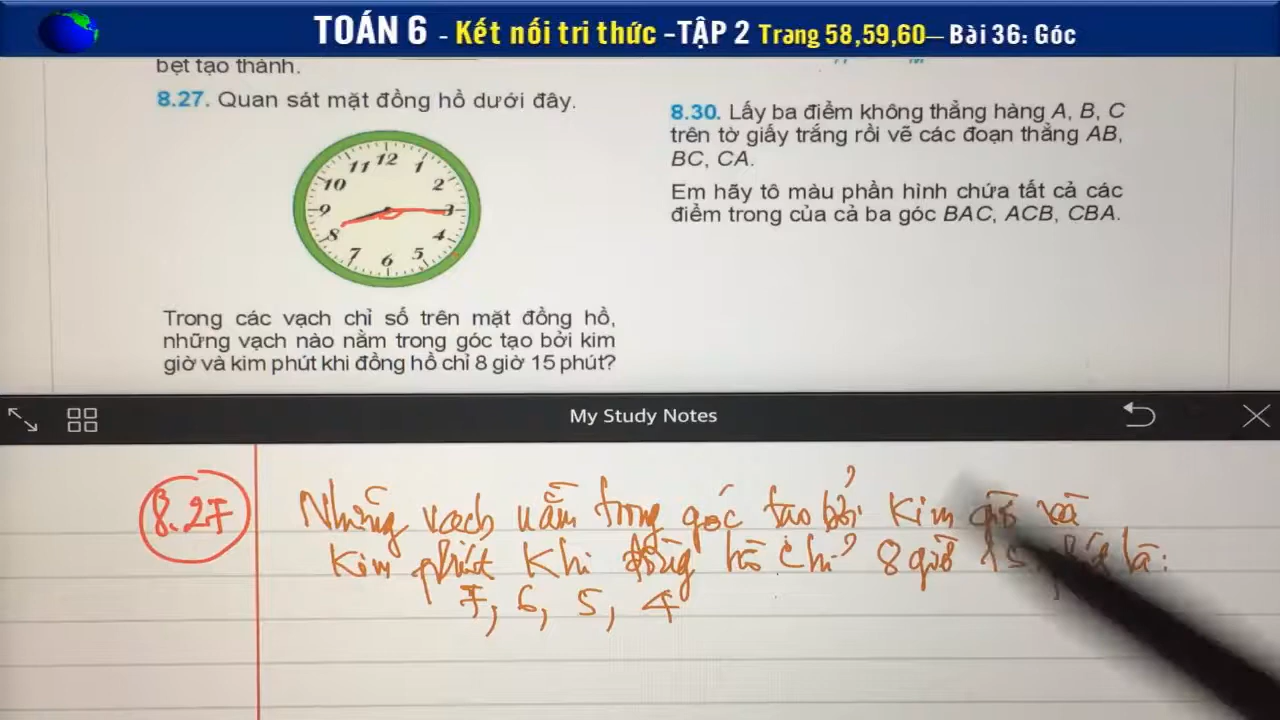 TOÁN 6 - Kết nối tri thức -TẬP 2 Trang 58,59,60– Bài 36: Góc
bẹt tạo thành.
8.27. Quan sát mặt đồng hồ dưới đây.
12
11 1
10 2
9 3
8 4
7 5
6
Trong các vạch chỉ số trên mặt đồng hồ,
những vạch nào nằm trong góc tạo bởi kim
giờ và kim phút khi đồng hồ chỉ 8 giờ 15 phút?
8.30. Lấy ba điểm không thẳng hàng A, B, C
trên tờ giấy trắng rồi vẽ các đoạn thẳng AB,
BC, CA.
Em hãy tô màu phần hình chứa tất cả các
điểm trong của cả ba góc BAC, ACB, CBA.
My Study Notes
8.27
Những vạch nằm trong góc tạo bởi Kim giờ và
Kim phút Khi đồng hồ chỉ 8 giờ 15 là:
7, 6, 5, 4